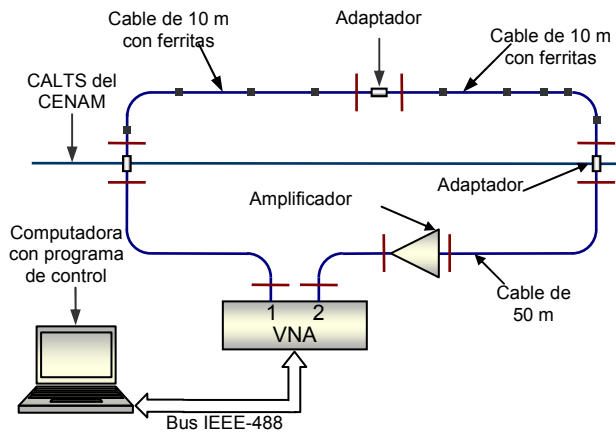 Cable de 10 m
con ferritas
Adaptador
Cable de 10 m
con ferritas
CALTS del
CENAM
Amplificador
Adaptador
Computadora
con programa
de control
Cable de
50 m
1
2
VNA
Bus IEEE-488